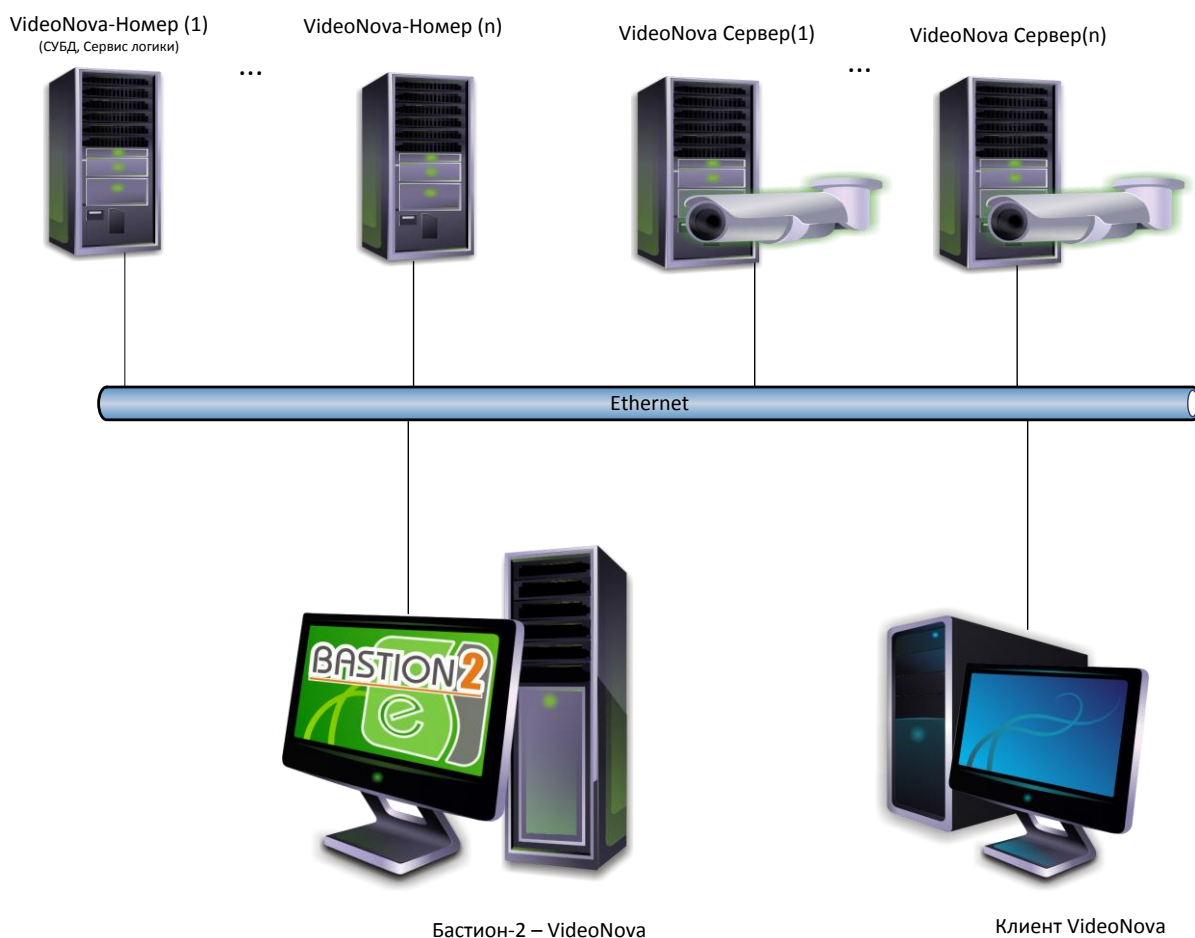 VideoNova-Номер (1)
(СУБД, Сервис логики)
...
VideoNova-Номер (n)
VideoNova Сервер(1)
...
VideoNova Сервер(n)
Ethernet
BASTION2
e
Бастион-2 – VideoNova
Клиент VideoNova